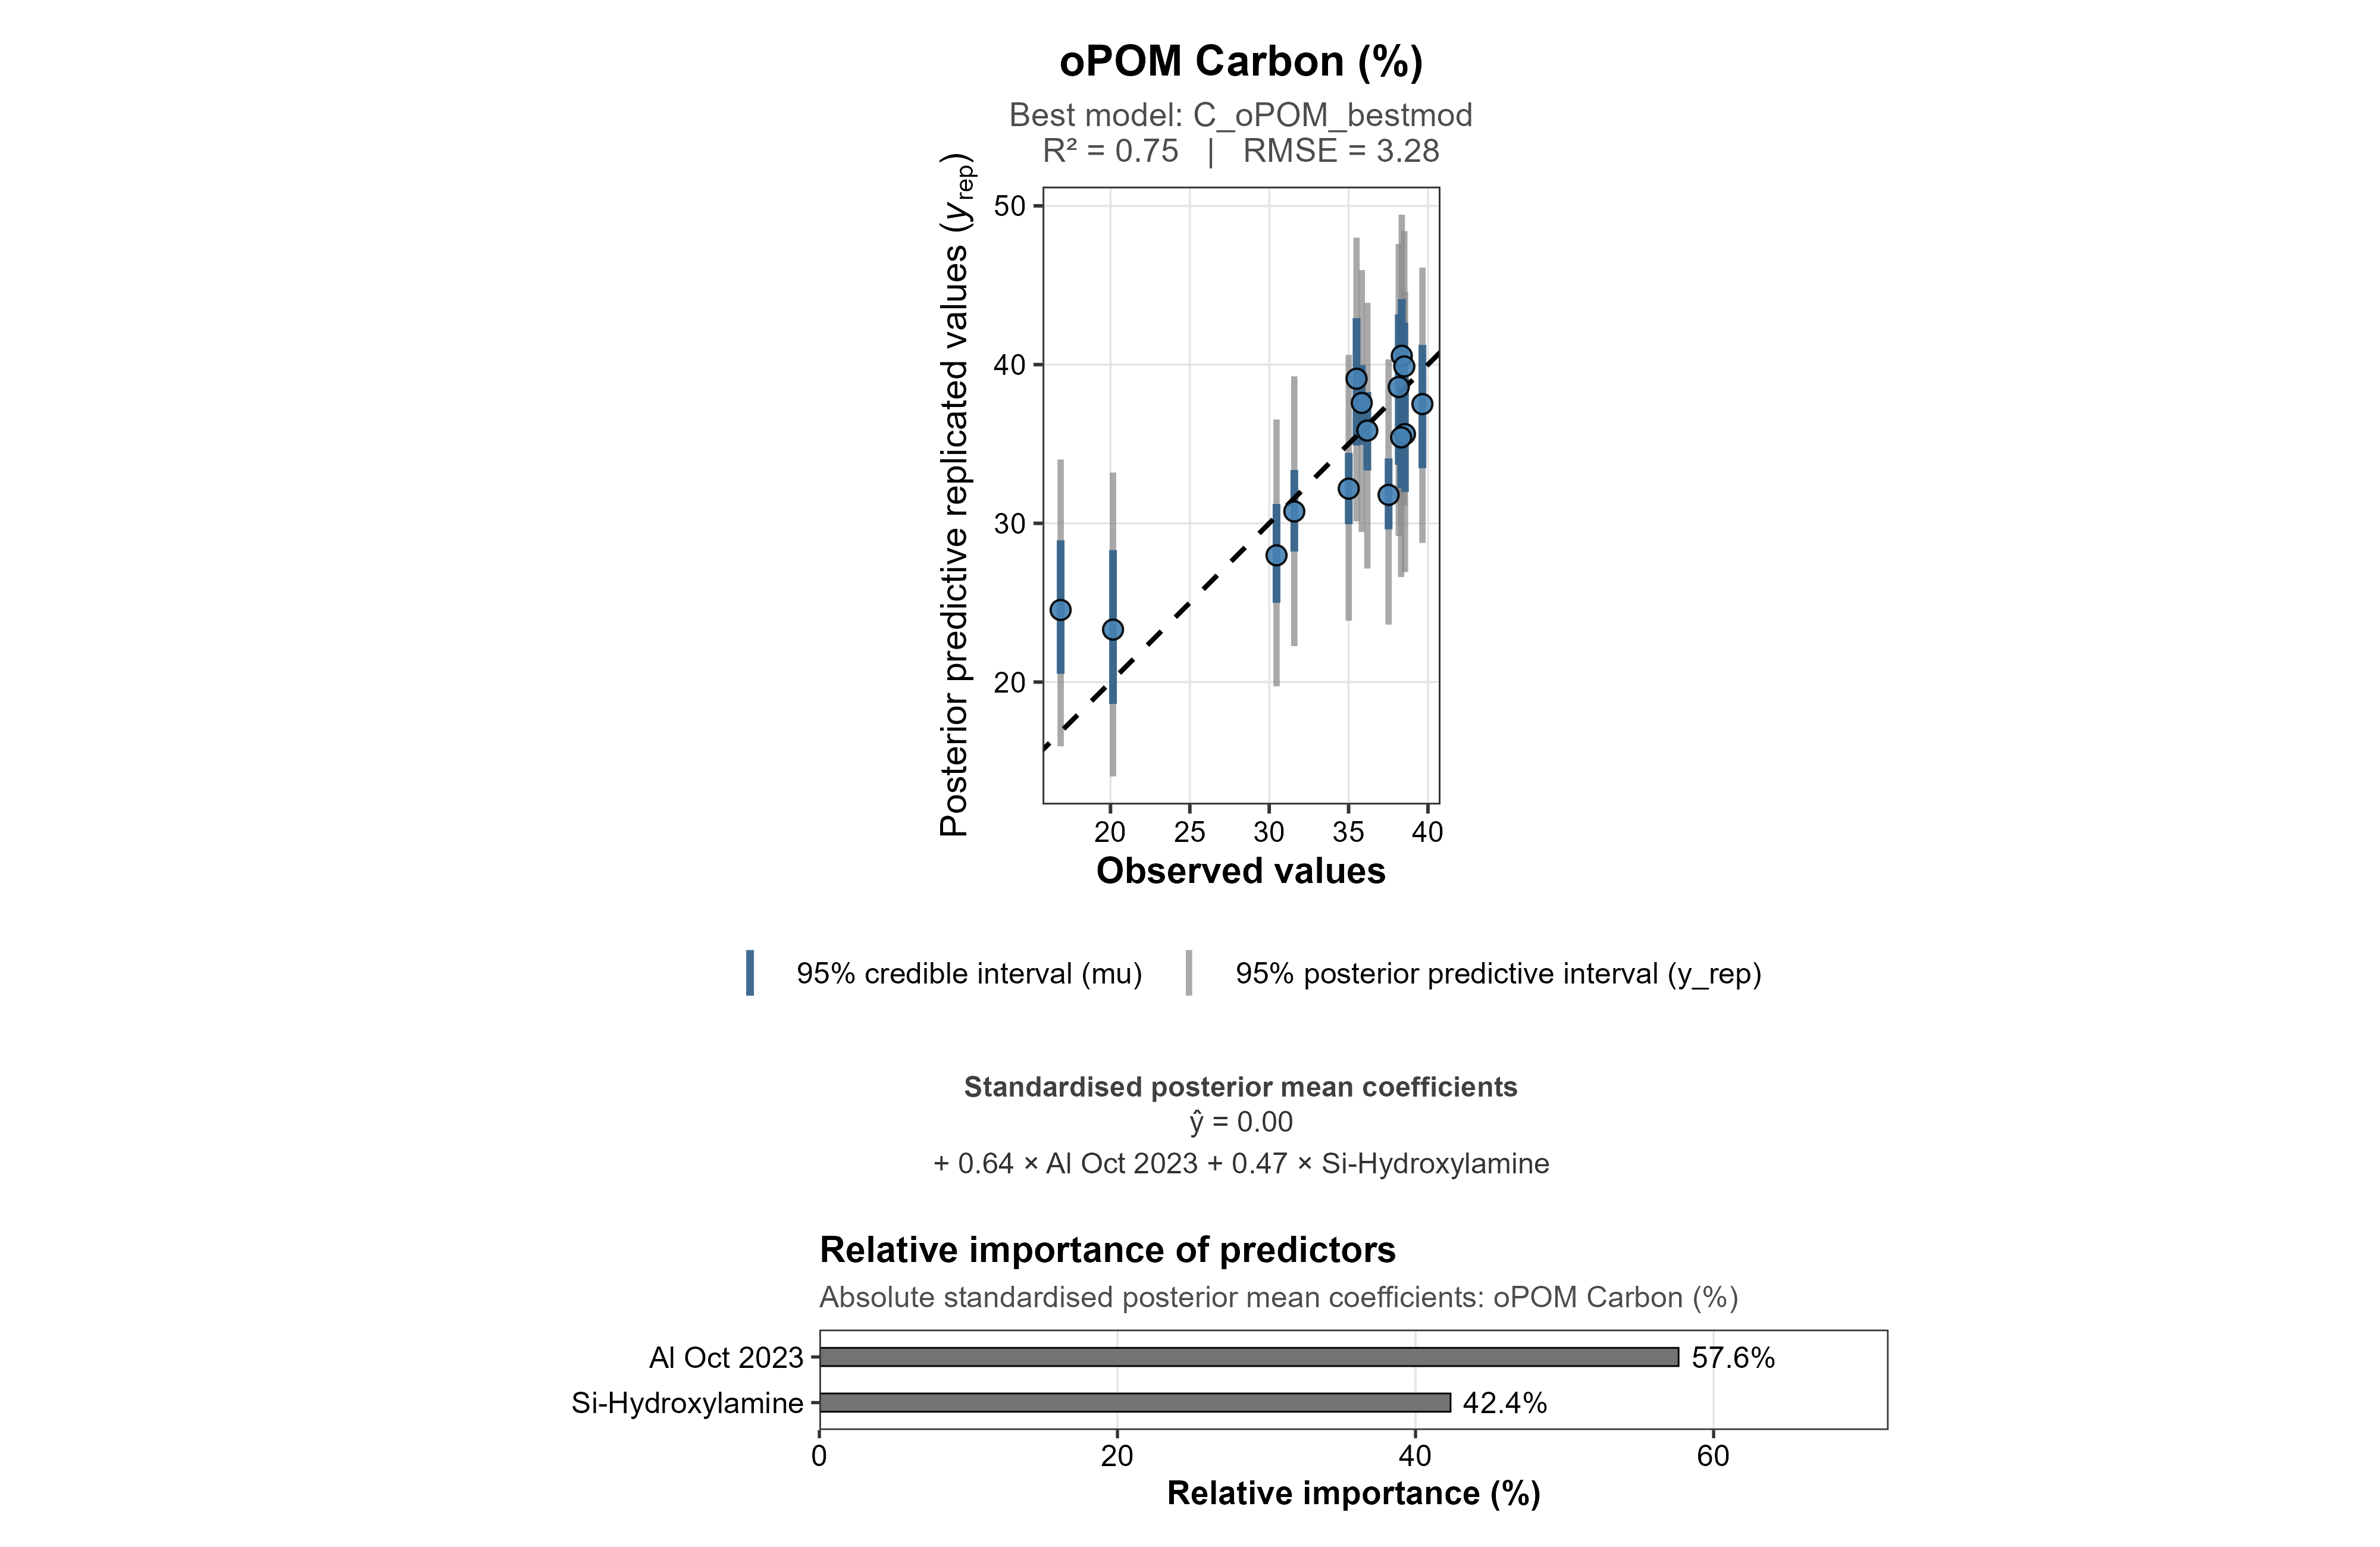 oPOM Carbon (%)
Best model: C_oPOM_bestmod
R² = 0.75 | RMSE = 3.28
Posterior predictive replicated values (yrep)
50
40
30
20
20 25 30 35 40
Observed values
95% credible interval (mu) 95% posterior predictive interval (y_rep)
Standardised posterior mean coefficients
ŷ = 0.00
+ 0.64 × Al Oct 2023 + 0.47 × Si-Hydroxylamine
Relative importance of predictors
Absolute standardised posterior mean coefficients: oPOM Carbon (%)
Al Oct 2023 57.6%
Si-Hydroxylamine 42.4%
0 20 40 60
Relative importance (%)